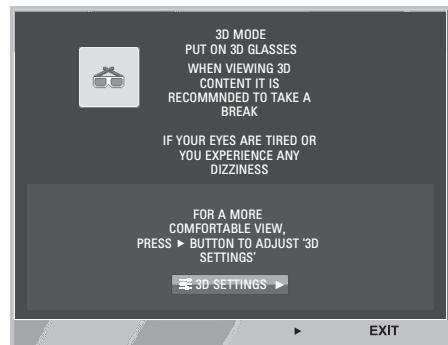 3D MODE
PUT ON 3D GLASSES
WHEN VIEWING 3D
CONTENT IT IS
RECOMMNDED TO TAKE A
BREAK
IF YOUR EYES ARE TIRED OR
YOU EXPERIENCE ANY
DIZZINESS
FOR A MORE
COMFORTABLE VIEW,
PRESS ► BUTTON TO ADJUST ‘3D
SETTINGS’
3D SETTINGS ►
► EXIT